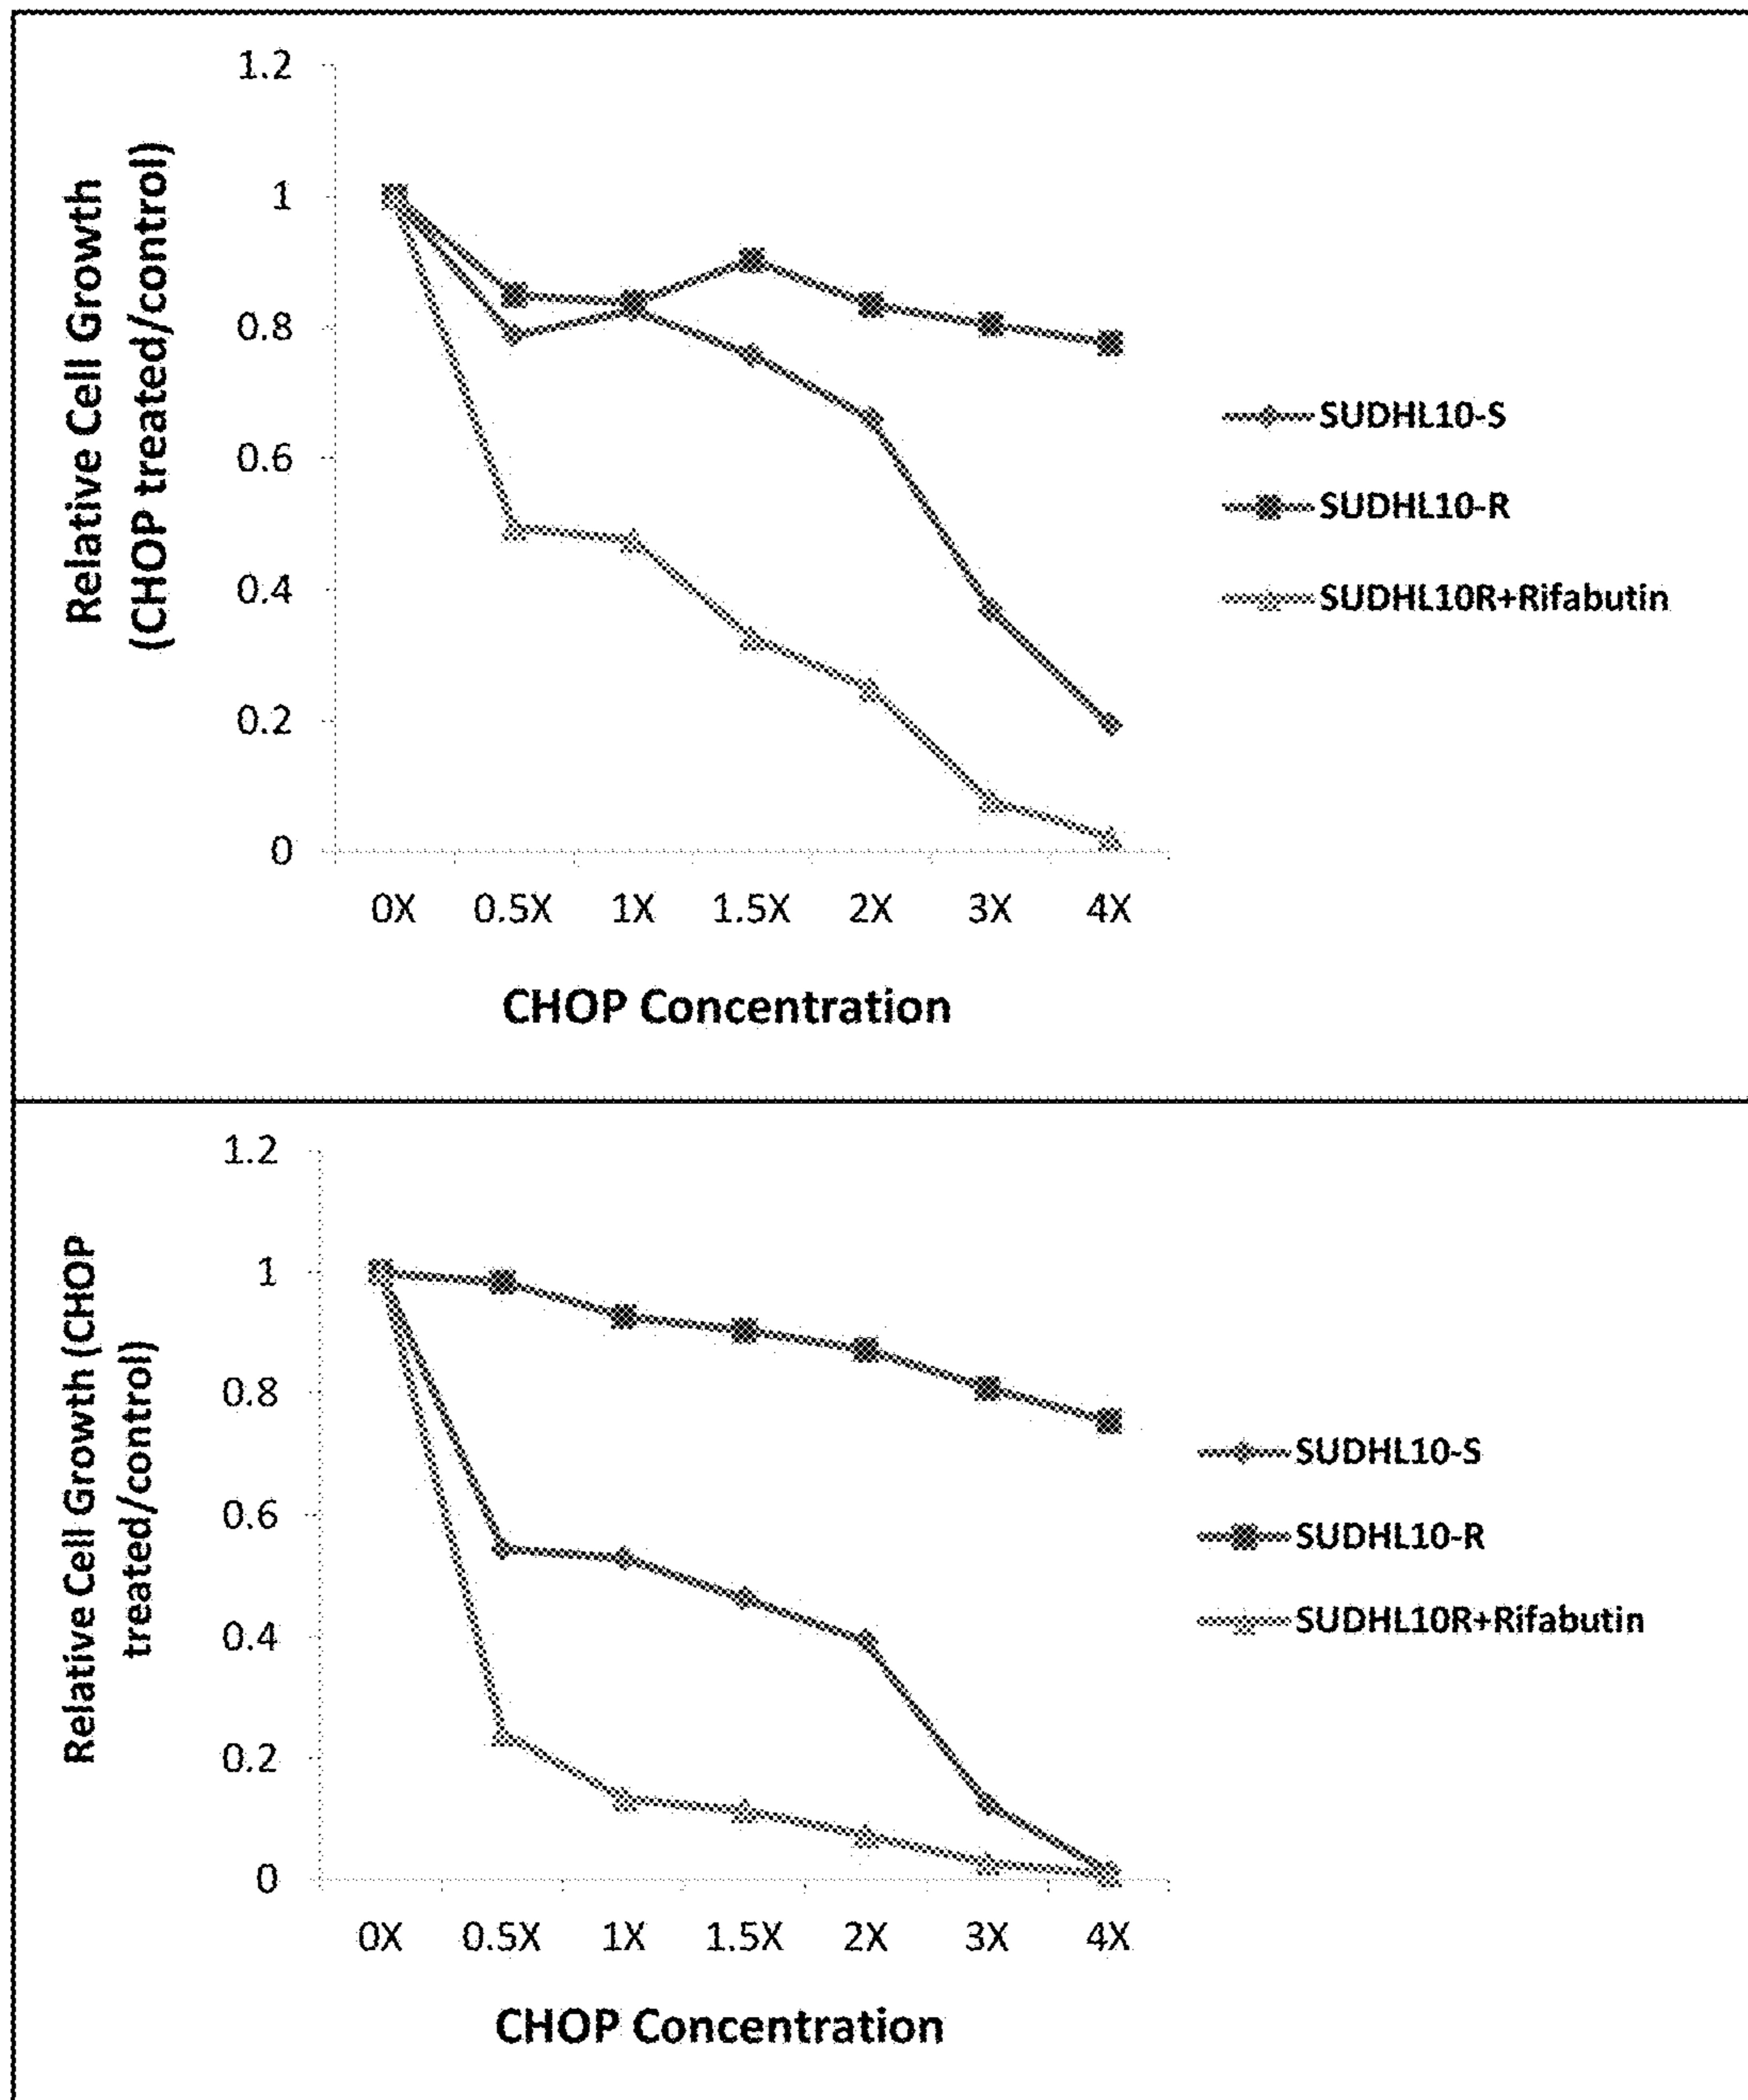 1.2
1
0.8
0.6
0.4
0.2
0
Relative Cell Growth
(CHOP treated/control)
0X 0.5X 1X 1.5X 2X 3X 4X
CHOP Concentration
SUDHL10-S
SUDHL10-R
SUDHL10R+Rifabutin
1.2
1
0.8
0.6
0.4
0.2
0
Relative Cell Growth (CHOP
treated/control)
0X 0.5X 1X 1.5X 2X 3X 4X
CHOP Concentration
SUDHL10-S
SUDHL10-R
SUDHL10R+Rifabutin